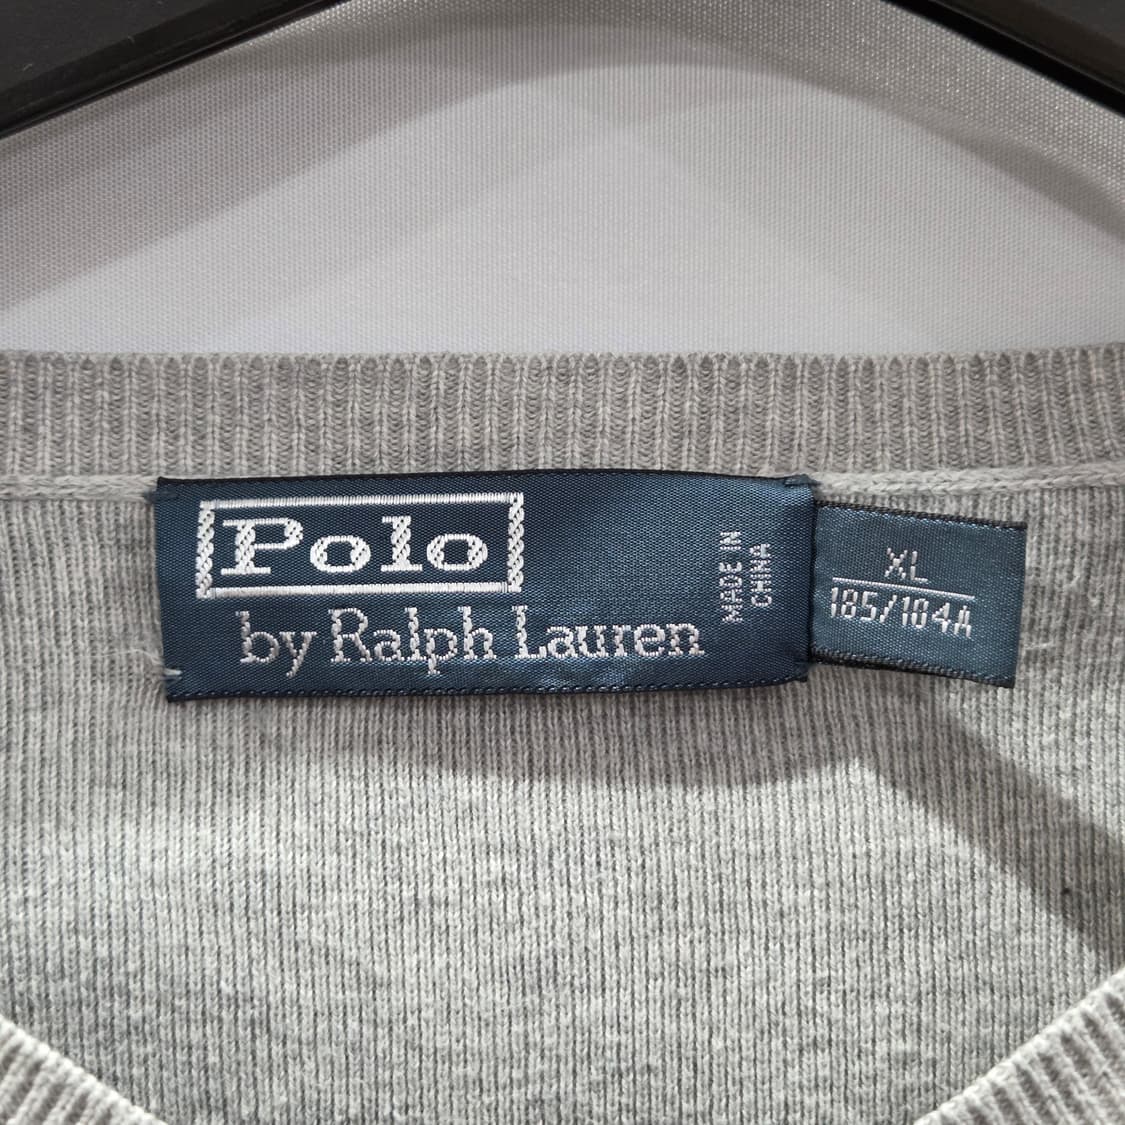 Polo
by Ralph Lauren
MADE IN
CHINA
XL
185/104A